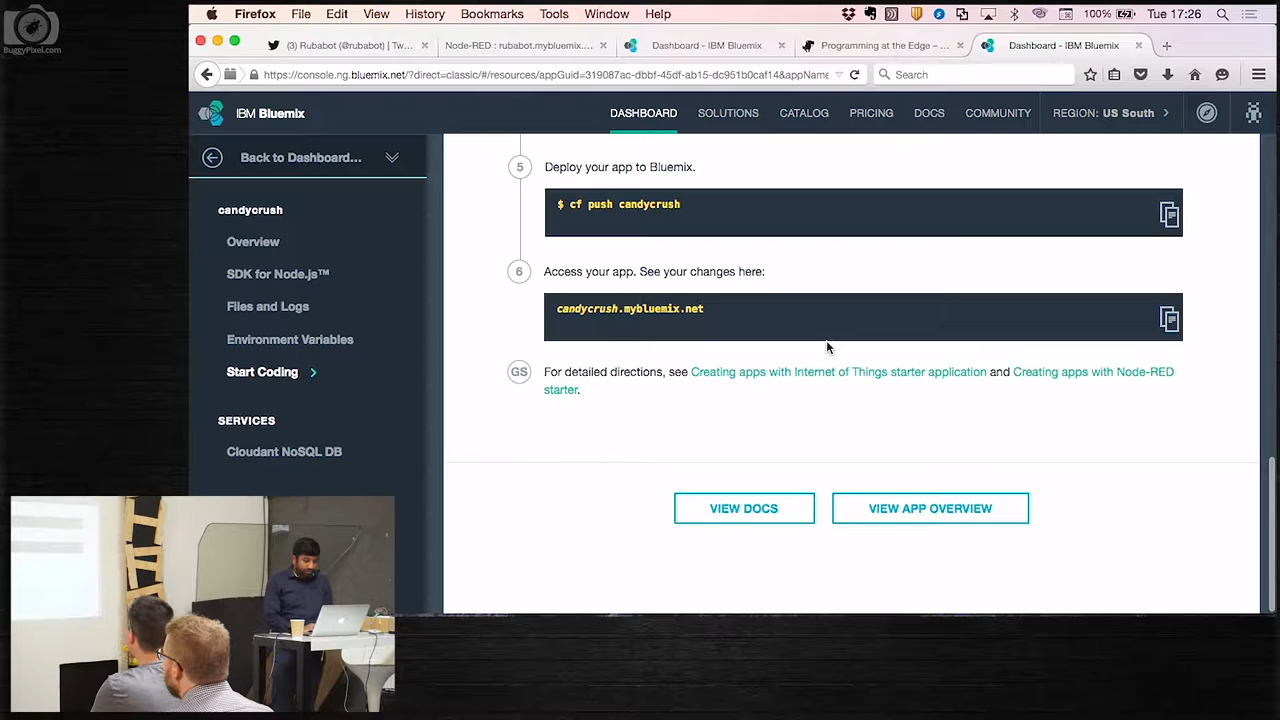 BuggyPixel.com
Firefox File Edit View History Bookmarks Tools Window Help
100% Tue 17:26
(8) Rubabot (@rubabot) | Tw...
Node-RED : rubabot.mybluemix....
Dashboard - IBM Bluemix
Programming at the Edge – ...
Dashboard - IBM Bluemix
https://console.ng.bluemix.net/?direct=classic/#/resources/appGuid=319087ac-dbbf-45df-ab15-dc951b0caf14&appName
Search
IBM Bluemix
DASHBOARD SOLUTIONS CATALOG PRICING DOCS COMMUNITY REGION: US South
Back to Dashboard...
candycrush
Overview
SDK for Node.js™
Files and Logs
Environment Variables
Start Coding
SERVICES
Cloudant NoSQL DB
5 Deploy your app to Bluemix.
$ cf push candycrush
6 Access your app. See your changes here:
candycrush.mybluemix.net
GS For detailed directions, see Creating apps with Internet of Things starter application and Creating apps with Node-RED
starter.
VIEW DOCS VIEW APP OVERVIEW